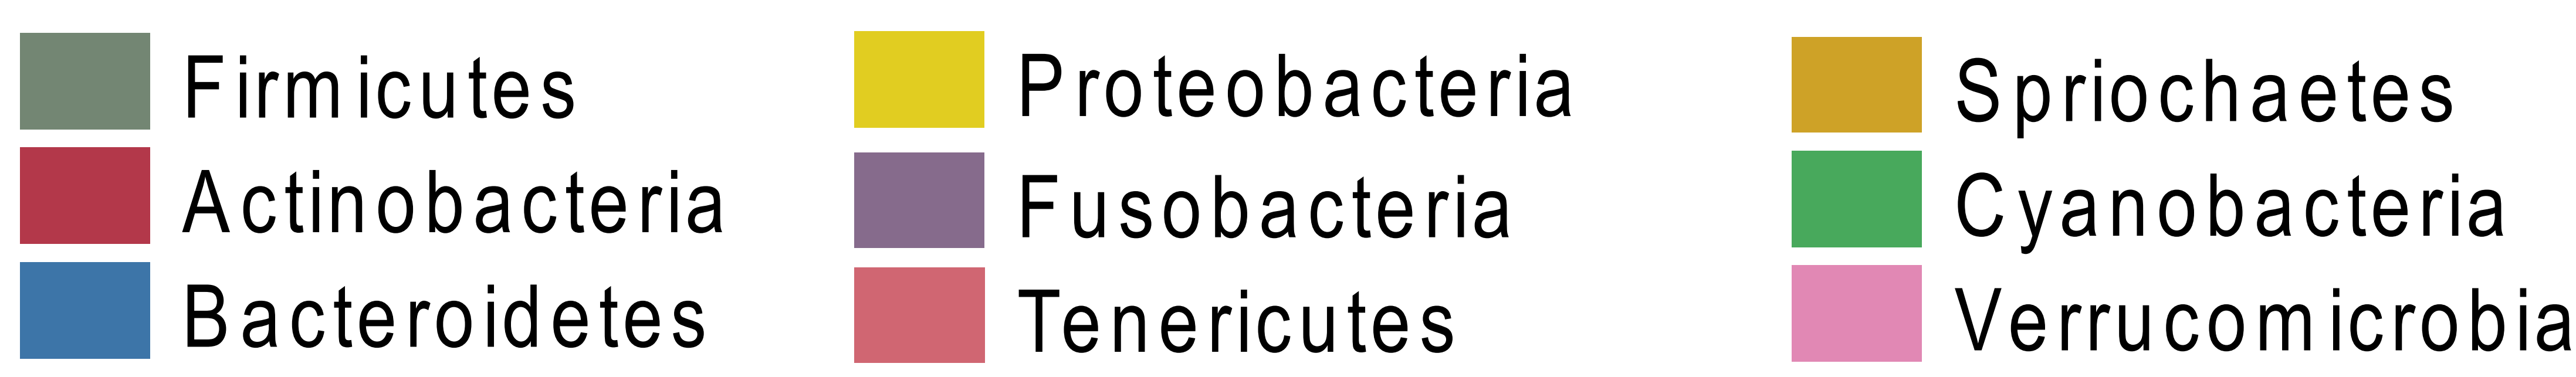 Firmicutes
Actinobacteria
Bacteroidetes
Proteobacteria
Fusobacteria
Tenericutes
Spriochaetes
Cyanobacteria
Verrucomicrobia